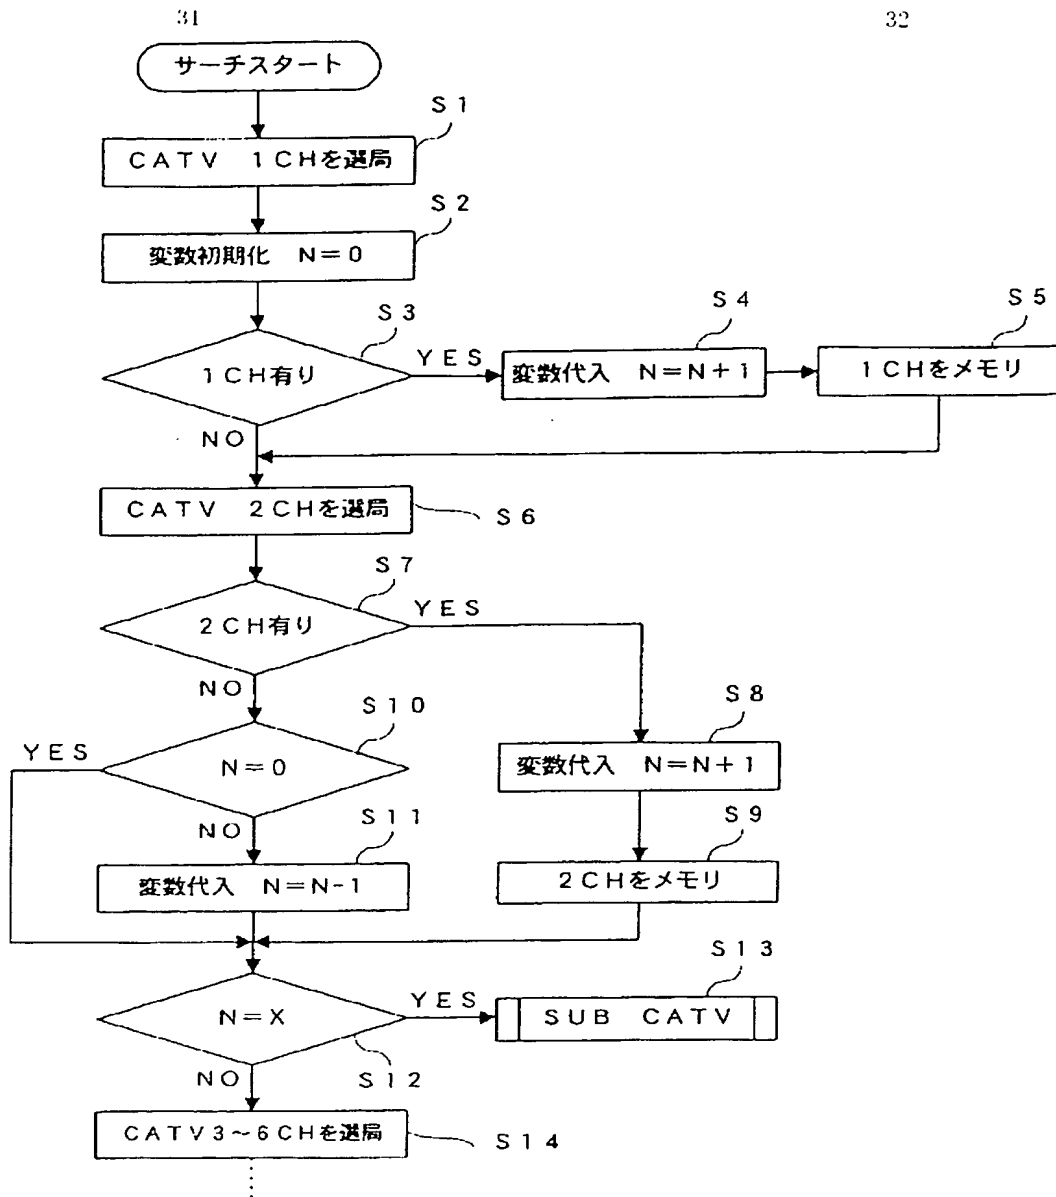 31
32
サーチスタート
S1
CATV 1CHを選局
S2
変数初期化 N=0
S3
1CH有り
YES
S4
変数代入 N=N+1
S5
1CHをメモリ
NO
CATV 2CHを選局
S6
S7
2CH有り
YES
NO
S10
YES
N=0
S8
変数代入 N=N+1
NO
S11
変数代入 N=N-1
S9
2CHをメモリ
S13
N=X
YES
SUB CATV
NO
S12
CATV3~6CHを選局
S14